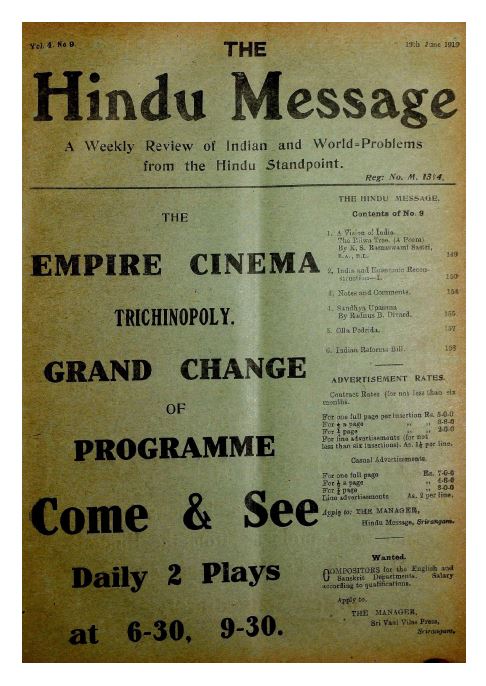 Vol. 4. No 9
THE
19th June 1919
Hindu Message
A Weekly Review of Indian and World=Problems
from the Hindu Standpoint.
Reg: No. M. 1314.
THE
EMPIRE CINEMA
TRICHINOPOLY.
GRAND CHANGE
OF
PROGRAMME
Come & See
Daily 2 Plays
at 6-30, 9-30.
THE HINDU MESSAGE.
Contents of No. 9
1. A Vision of India.
The Bilwa Tree. (A Poem)
By K. S. Ramaswami Sastri,
B.A., B.L. 149
2. India and Economic Recon-
struction—I. 150
3. Notes and Comments. 154
4. Sandhya Upasana
By Radnus B. Divard. 155
5. Olla Podrida. 157
6. Indian Reforms Bill. 158
ADVERTISEMENT RATES.
Contract Rates (for not less than six
months.
For one full page per insertion Rs. 5-0-0
For ½ a page
For ¼ page
For line advertisements (for not
less than six insertions). As. per line.
Casual Advertisements.
For one full page Rs. 7-0-0
For ½ a page
For ¼ page
Line advertisements As. 2 per line.
Apply to: THE MANAGER,
Hindu Message, Srirangam.
Wanted.
COMPOSITORS for the English and
Sanskrit Departments. Salary
according to qualifications.
Apply to.
THE MANAGER,
Sri Vani Vilas Press,
Srirangam.